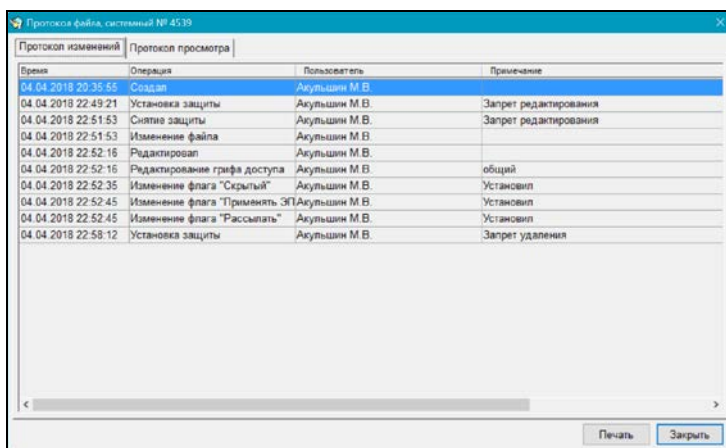 Протокол файла, системный № 4539
Протокол изменений Протокол просмотра
Время Операция Пользователь Примечание
04.04.2018 20:35:55 Создал Акульшин М.В.
04.04.2018 22:49:21 Установка защиты Акульшин М.В. Запрет редактирования
04.04.2018 22:51:53 Снятие защиты Акульшин М.В. Запрет редактирования
04.04.2018 22:51:53 Изменение файла Акульшин М.В.
04.04.2018 22:52:16 Редактировал Акульшин М.В.
04.04.2018 22:52:16 Редактирование грифа доступа Акульшин М.В. общий
04.04.2018 22:52:35 Изменение флага "Скрытый" Акульшин М.В. Установил
04.04.2018 22:52:45 Изменение флага "Применять ЭП Акульшин М.В. Установил
04.04.2018 22:52:45 Изменение флага "Рассылать" Акульшин М.В. Установил
04.04.2018 22:58:12 Установка защиты Акульшин М.В. Запрет удаления
Печать Закрыть